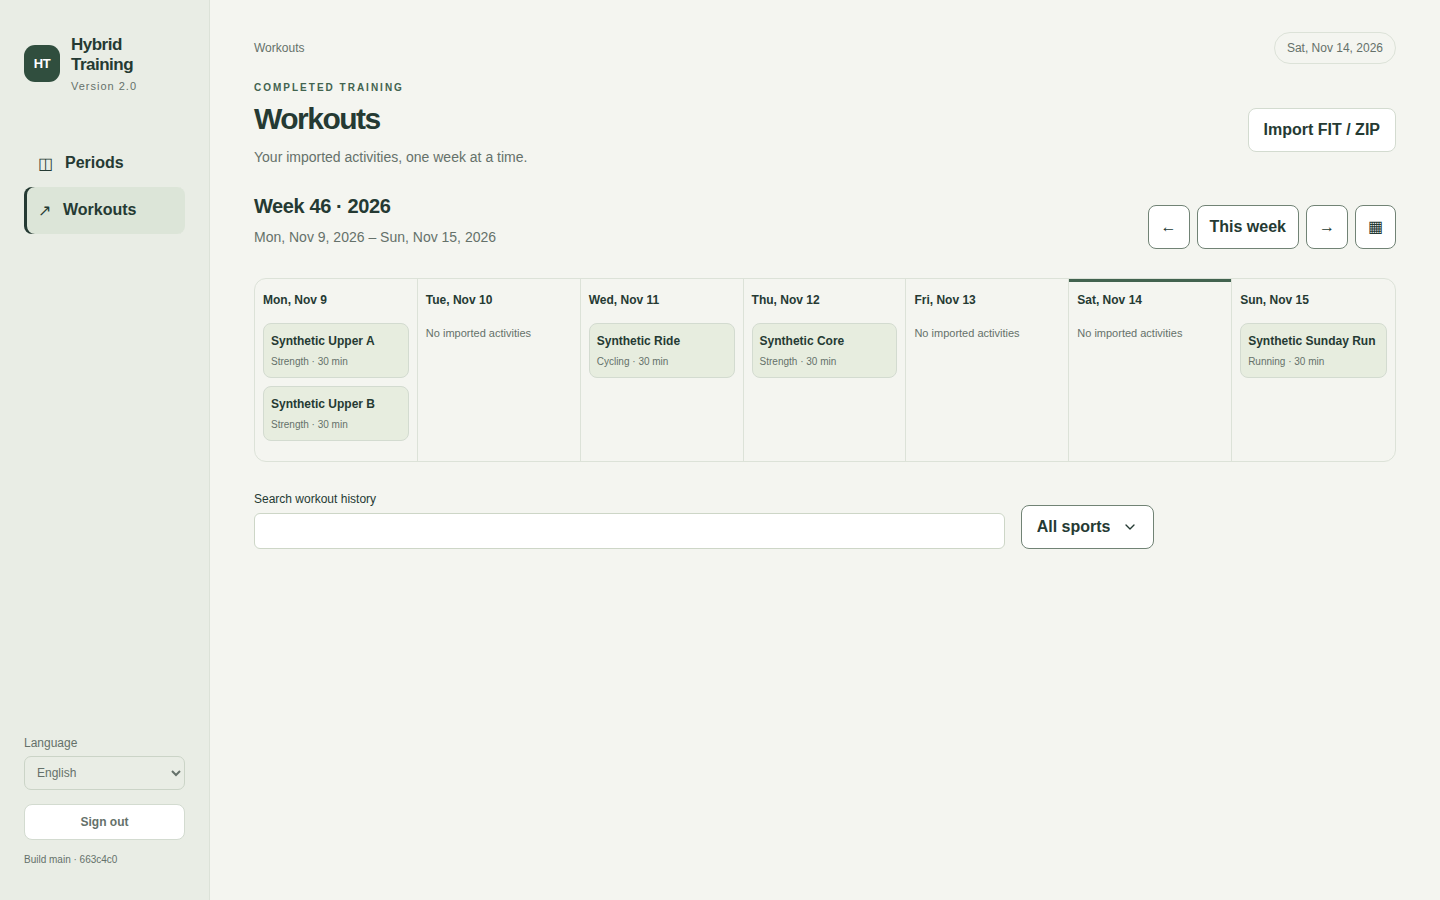 HT
Hybrid
Training
Version 2.0
Periods
Workouts
Language
English
Sign out
Build main · 663c4c0
Workouts
Sat, Nov 14, 2026
COMPLETED TRAINING
Workouts
Your imported activities, one week at a time.
Import FIT / ZIP
Week 46 · 2026
Mon, Nov 9, 2026 – Sun, Nov 15, 2026
←
This week
→
Mon, Nov 9
Synthetic Upper A
Strength · 30 min
Synthetic Upper B
Strength · 30 min
Tue, Nov 10
No imported activities
Wed, Nov 11
Synthetic Ride
Cycling · 30 min
Thu, Nov 12
Synthetic Core
Strength · 30 min
Fri, Nov 13
No imported activities
Sat, Nov 14
No imported activities
Sun, Nov 15
Synthetic Sunday Run
Running · 30 min
Search workout history
All sports